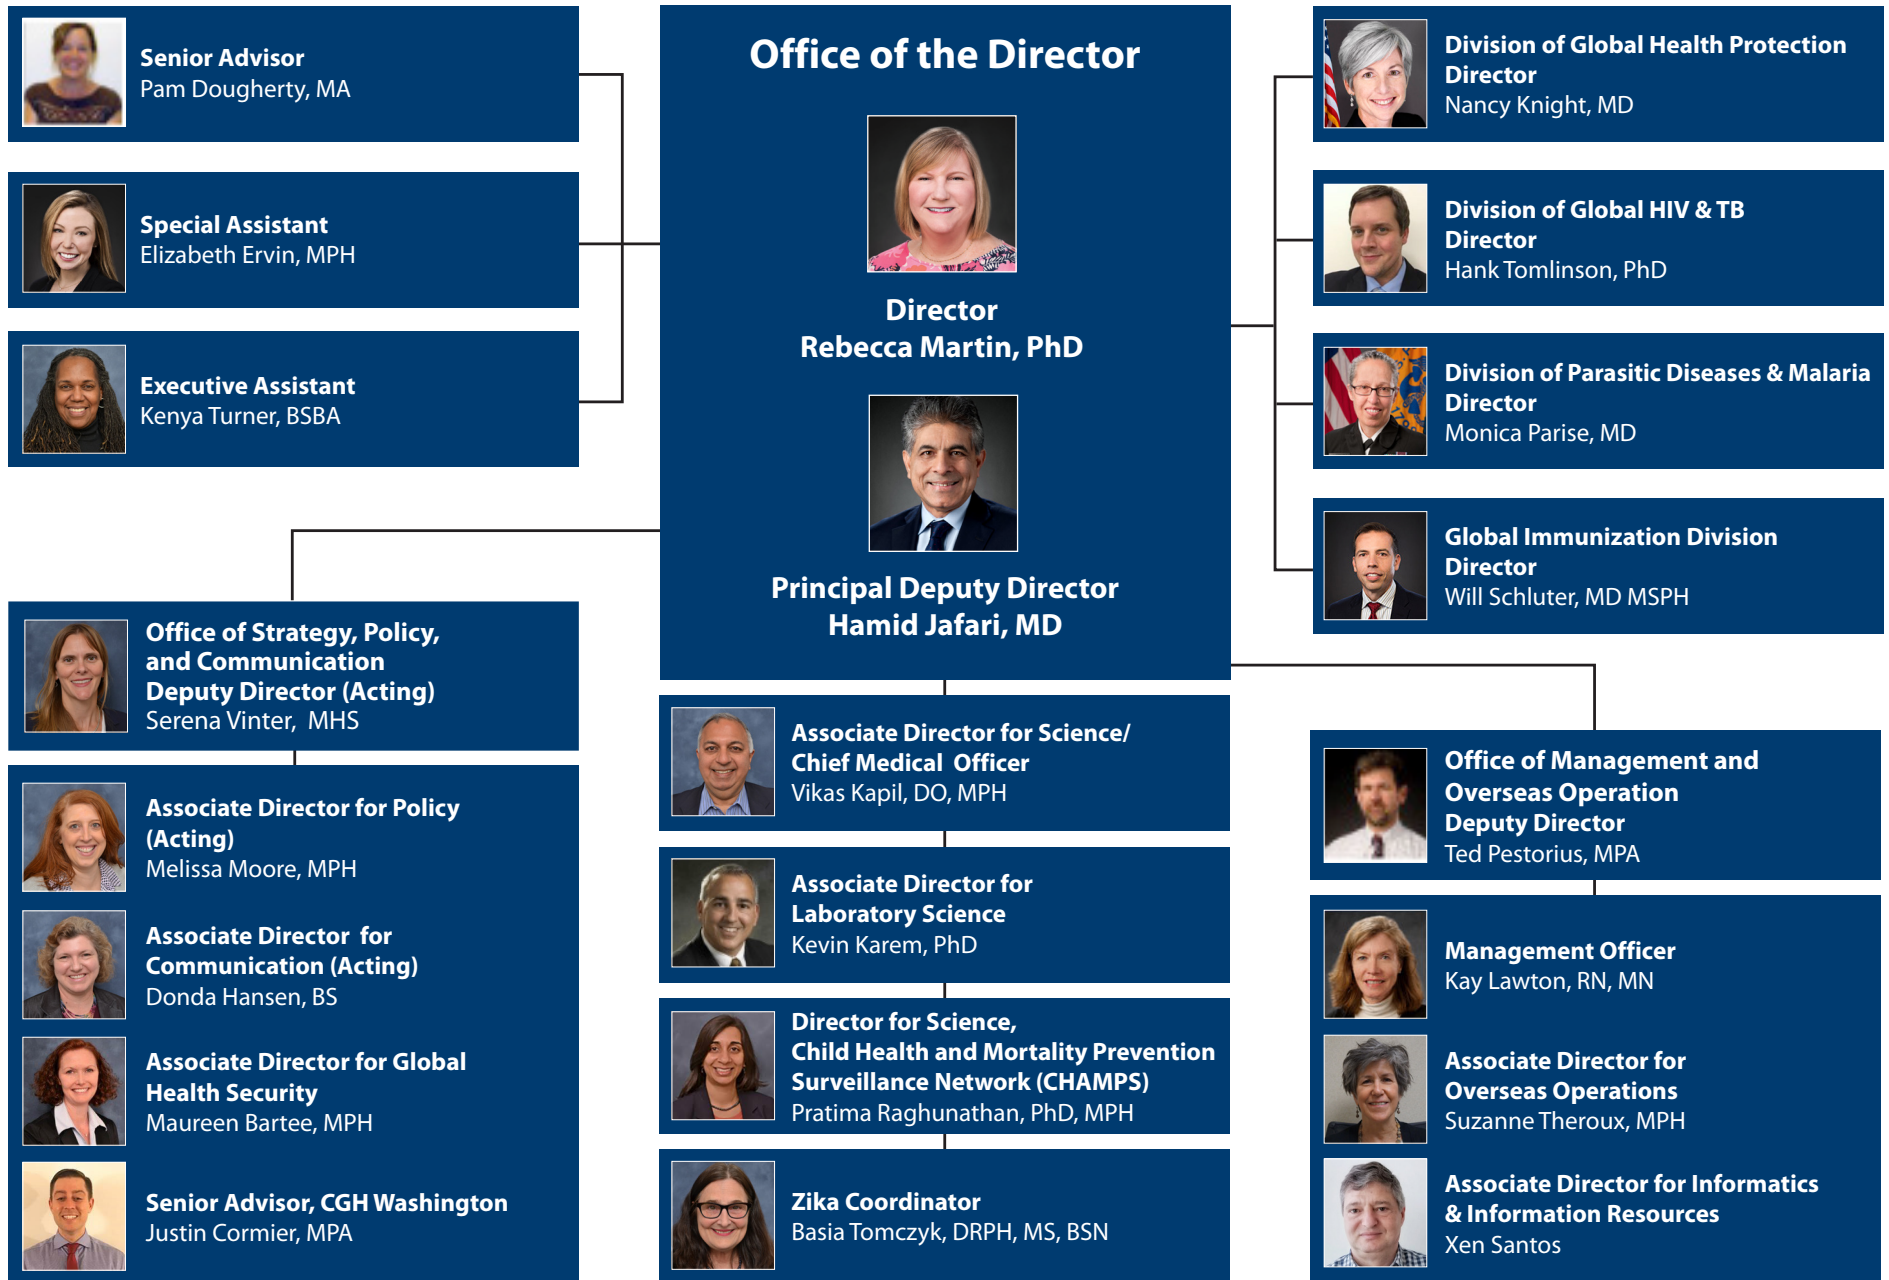 Senior Advisor
Pam Dougherty, MA
Special Assistant
Elizabeth Ervin, MPH
Executive Assistant
Kenya Turner, BSBA
Office of the Director
Director
Rebecca Martin, PhD
Principal Deputy Director
Hamid Jafari, MD
Division of Global Health Protection
Director
Nancy Knight, MD
Division of Global HIV & TB
Director
Hank Tomlinson, PhD
Division of Parasitic Diseases & Malaria
Director
Monica Parise, MD
Global Immunization Division
Director
Will Schluter, MD MSPH
Office of Strategy, Policy,
and Communication
Deputy Director (Acting)
Serena Vinter, MHS
Associate Director for Policy
(Acting)
Melissa Moore, MPH
Associate Director for
Communication (Acting)
Donda Hansen, BS
Associate Director for Global
Health Security
Maureen Bartee, MPH
Senior Advisor, CGH Washington
Justin Cormier, MPA
Associate Director for Science/
Chief Medical Officer
Vikas Kapil, DO, MPH
Associate Director for
Laboratory Science
Kevin Karem, PhD
Director for Science,
Child Health and Mortality Prevention
Surveillance Network (CHAMPS)
Pratima Raghunathan, PhD, MPH
Zika Coordinator
Basia Tomczyk, DRPH, MS, BSN
Office of Management and
Overseas Operation
Deputy Director
Ted Pestorius, MPA
Management Officer
Kay Lawton, RN, MN
Associate Director for
Overseas Operations
Suzanne Theroux, MPH
Associate Director for Informatics
& Information Resources
Xen Santos